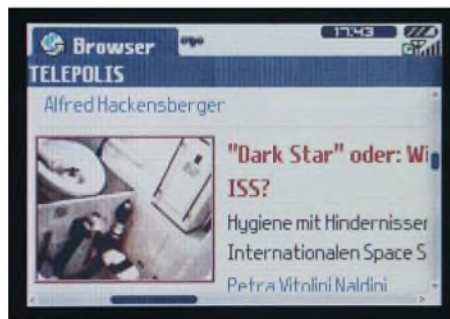 Browser
17:43
TELEPOLIS
Alfred Hackensberger
"Dark Star" oder: Wi
ISS?
Hygiene mit Hindernisser
Internationalen Space S
Petra Vitolini Naldini